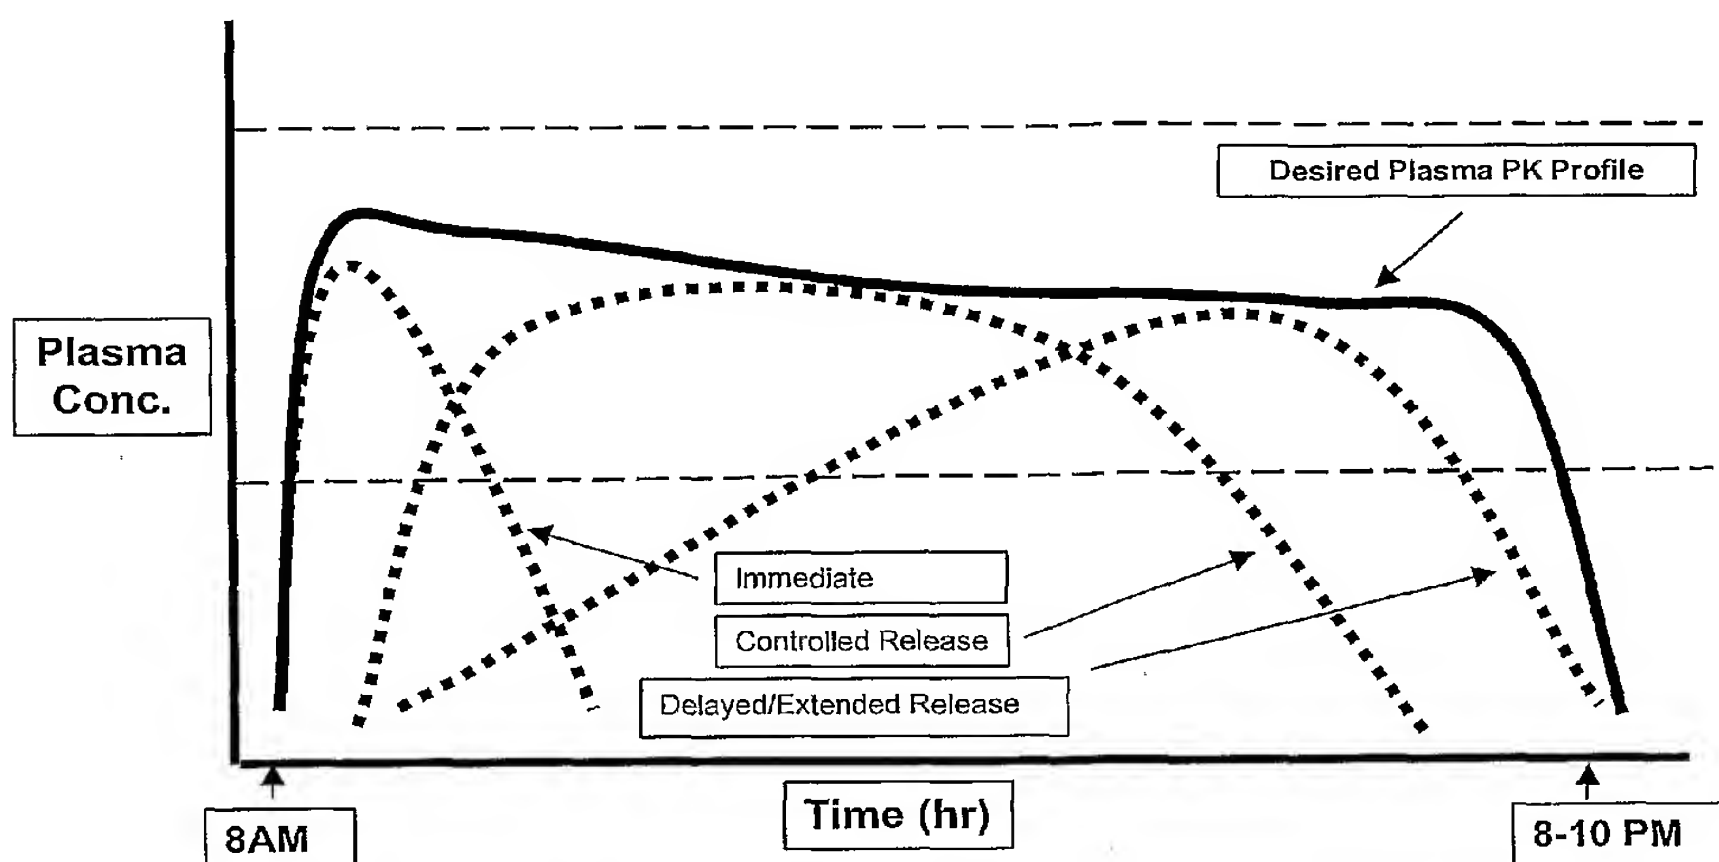 Desired Plasma PK Profile
Plasma
Conc.
Immediate
Controlled Release
Delayed/Extended Release
Time (hr)
8AM
8-10 PM